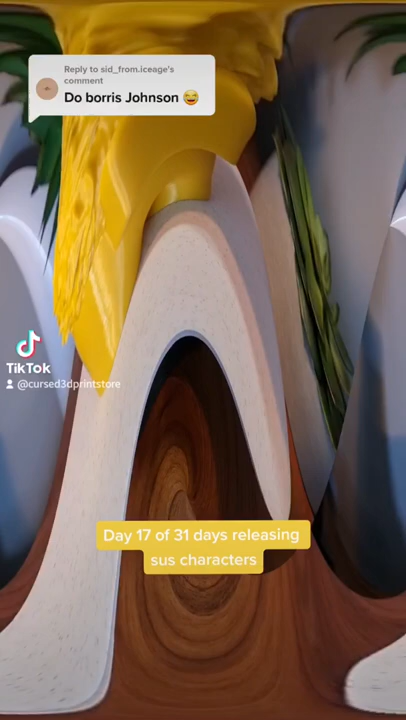 Reply to sid_from.iceage's
comment
Do borris Johnson 😂
TikTok
@cursed3dprintstore
Day 17 of 31 days releasing
sus characters